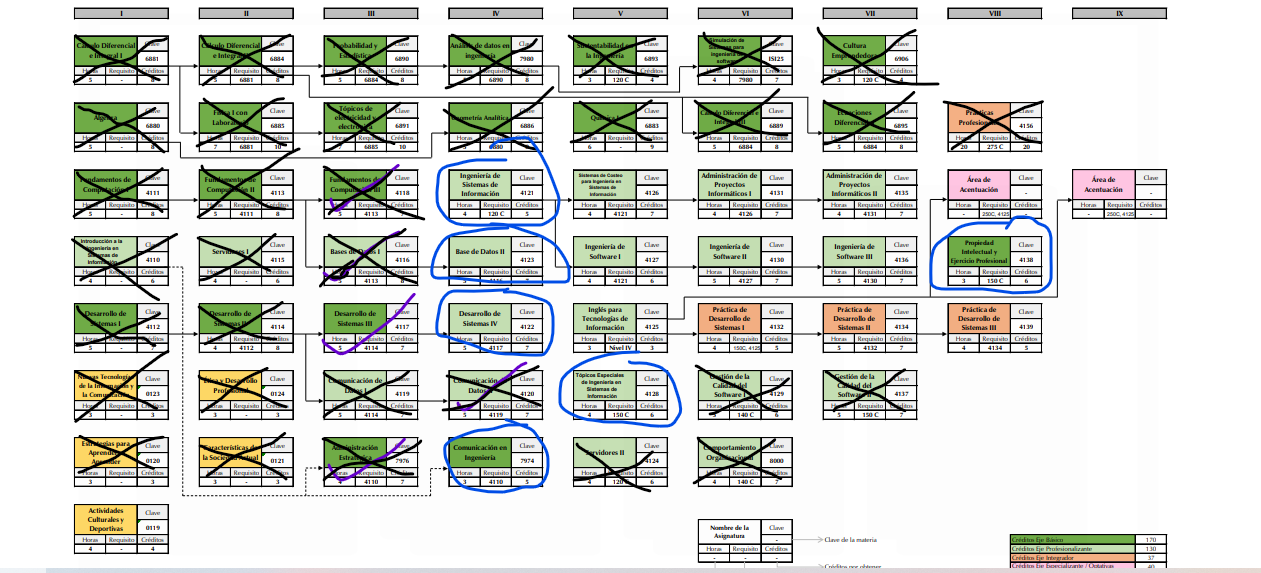 I II III IV V VI VII VIII IX
Cálculo Diferencial e Integral I Clave 6881
Horas Requisito Créditos
5 - 8
Cálculo Diferencial e Integral Clave 6884
Horas Requisito Créditos
5 6881 8
Probabilidad y Estadística Clave 6890
Horas Requisito Créditos
5 6884 8
Análisis de datos en ingeniería Clave 7980
Horas Requisito Créditos
6 6890 8
Sustentabilidad en la Ingeniería Clave 6893
Horas Requisito Créditos
3 120 C 4
Simulación de Sistemas para Ingeniería de software Clave ISI25
Horas Requisito Créditos
4 7980 7
Cultura Emprendedora Clave 6906
Horas Requisito Créditos
3 120 C 4
Álgebra Clave 6880
Horas Requisito Créditos
5 - 8
Física I con Laboratorio Clave 6885
Horas Requisito Créditos
7 6881 10
Tópicos de electricidad y electrónica Clave 6891
Horas Requisito Créditos
7 6885 10
Geometría Analítica Clave 6886
Horas Requisito Créditos
6880 8
Química Clave 6883
Horas Requisito Créditos
6 - 9
Cálculo Diferencial e Integral III Clave 6889
Horas Requisito Créditos
5 6884 8
Ecuaciones Diferenciales Clave 6895
Horas Requisito Créditos
5 6884 8
Prácticas Profesionales Clave 4156
Horas Requisito Créditos
20 275 C 20
Fundamentos de Computación I Clave 4111
Horas Requisito Créditos
5 - 8
Fundamentos de Computación II Clave 4113
Horas Requisito Créditos
5 4111 8
Fundamentos de Computación III Clave 4118
Horas Requisito Créditos
5 4113
Ingeniería de Sistemas de Información Clave 4121
Horas Requisito Créditos
4 120 C 5
Sistemas de Costeo para Ingeniería en Sistemas de Información Clave 4126
Horas Requisito Créditos
4 4121 7
Administración de Proyectos Informáticos I Clave 4131
Horas Requisito Créditos
4 4126 7
Administración de Proyectos Informáticos II Clave 4135
Horas Requisito Créditos
4 4131 7
Área de Acentuación Clave -
Horas Requisito Créditos
- 250C, 4125
Área de Acentuación Clave -
Horas Requisito Créditos
- 250C, 4125
Introducción a la Ingeniería en Sistemas de Información Clave 4110
Horas Requisito Créditos
4 - 6
Servidores I Clave 4115
Horas Requisito Créditos
4 - 6
Bases de Datos I Clave 4116
Horas Requisito Créditos
5 4113 8
Base de Datos II Clave 4123
Horas Requisito Créditos
5 4116 7
Ingeniería de Software I Clave 4127
Horas Requisito Créditos
4 4121 6
Ingeniería de Software II Clave 4130
Horas Requisito Créditos
5 4127 7
Ingeniería de Software III Clave 4136
Horas Requisito Créditos
5 4130 7
Propiedad Intelectual y Ejercicio Profesional Clave 4138
Horas Requisito Créditos
3 150 C 6
Desarrollo de Sistemas I Clave 4112
Horas Requisito Créditos
5 - 7
Desarrollo de Sistemas II Clave 4114
Horas Requisito Créditos
5 4112 8
Desarrollo de Sistemas III Clave 4117
Horas Requisito Créditos
5 4114 7
Desarrollo de Sistemas IV Clave 4122
Horas Requisito Créditos
5 4117 7
Inglés para Tecnologías de Información Clave 4125
Horas Requisito Créditos
3 Nivel IV 3
Práctica de Desarrollo de Sistemas I Clave 4132
Horas Requisito Créditos
4 150C, 4125 5
Práctica de Desarrollo de Sistemas II Clave 4134
Horas Requisito Créditos
5 4132 7
Práctica de Desarrollo de Sistemas III Clave 4139
Horas Requisito Créditos
4 4134 5
Nuevas Tecnologías de la Información y la Comunicación Clave 0123
Horas Requisito Créditos
3 - 3
Ética y Desarrollo Profesional Clave 0124
Horas Requisito Créditos
3 - 3
Comunicación de Datos I Clave 4119
Horas Requisito Créditos
5 4114 7
Comunicación Datos Clave 4120
Horas Requisito Créditos
5 4119 7
Tópicos Especiales de Ingeniería en Sistemas de Información Clave 4128
Horas Requisito Créditos
4 150 C 6
Gestión de la Calidad del Software I Clave 4129
Horas Requisito Créditos
5 140 C 6
Gestión de la Calidad del Software II Clave 4137
Horas Requisito Créditos
5 150 C 7
Estrategias para Aprender a Aprender Clave 0120
Horas Requisito Créditos
3 - 3
Características de la Sociedad Actual Clave 0121
Horas Requisito Créditos
3 - 3
Administración Estratégica Clave 7976
Horas Requisito Créditos
4 4110 7
Comunicación en Ingeniería Clave 7974
Horas Requisito Créditos
3 4110 5
Servidores II Clave 4124
Horas Requisito Créditos
4 120 C 6
Comportamiento Organizacional Clave 8000
Horas Requisito Créditos
4 140 C 7
Actividades Culturales y Deportivas Clave 0119
Horas Requisito Créditos
4 - 4
Nombre de la Asignatura Clave -
Clave de la materia
Horas Requisito Créditos
- - -
Créditos por obtener
Créditos Eje Básico 170
Créditos Eje Profesionalizante 130
Créditos Eje Integrador 37
Créditos Eje Especializante / Optativas 40